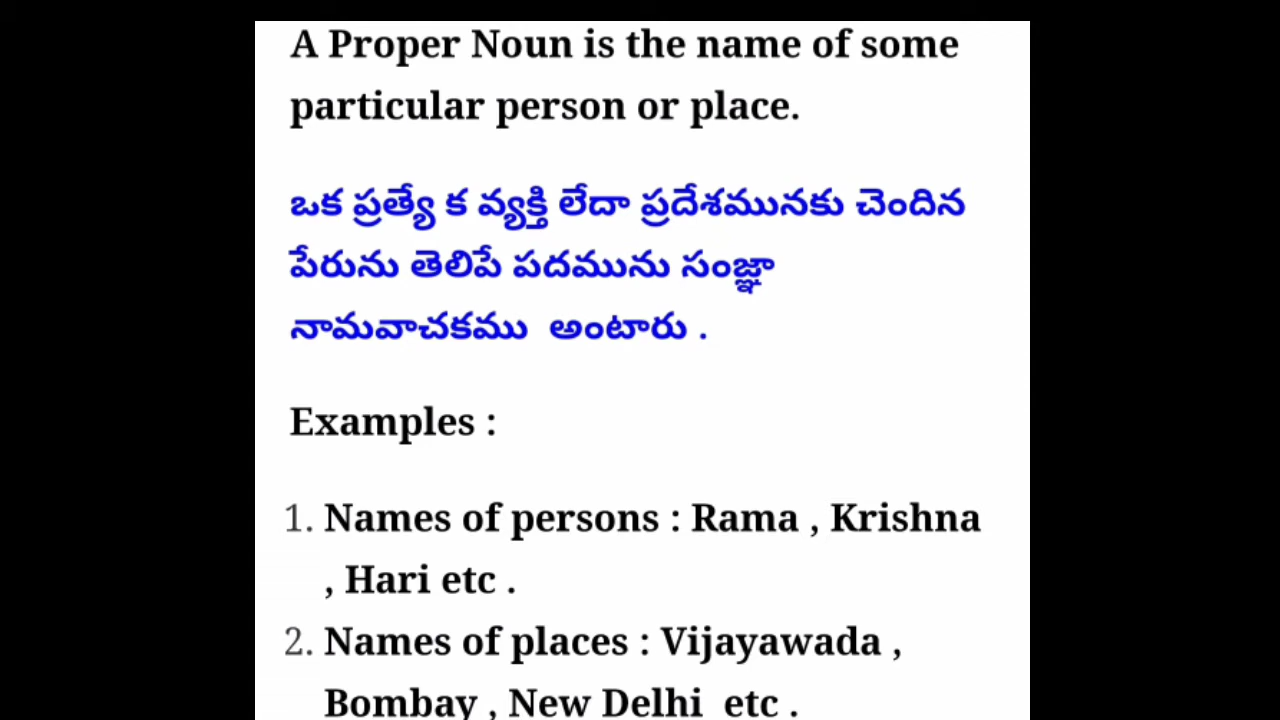 A Proper Noun is the name of some
particular person or place.
ఒక ప్రత్యే క వ్యక్తి లేదా ప్రదేశమునకు చెందిన
పేరును తెలిపే పదమును సంజ్ఞా
నామవాచకము  అంటారు .
Examples :
1. Names of persons : Rama , Krishna
, Hari etc .
2. Names of places : Vijayawada ,
Bombay , New Delhi  etc .